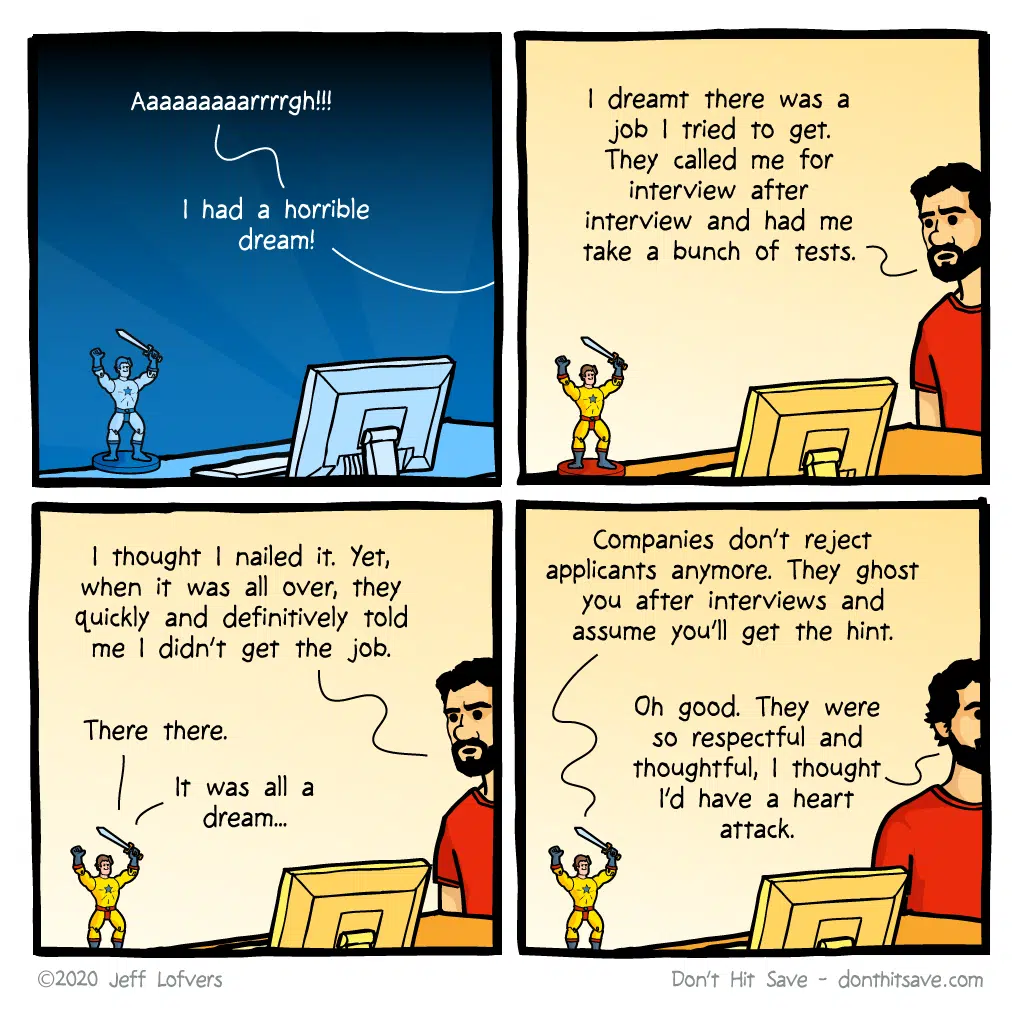 Aaaaaaaaarrrrgh!!!
I had a horrible
dream!
I dreamt there was a
job I tried to get.
They called me for
interview after
interview and had me
take a bunch of tests.
I thought I nailed it. Yet,
when it was all over, they
quickly and definitively told
me I didn't get the job.
There there.
It was all a
dream...
Companies don't reject
applicants anymore. They ghost
you after interviews and
assume you'll get the hint.
Oh good. They were
so respectful and
thoughtful, I thought
I'd have a heart
attack.
©2020 Jeff Lofvers
Don't Hit Save - donthitsave.com